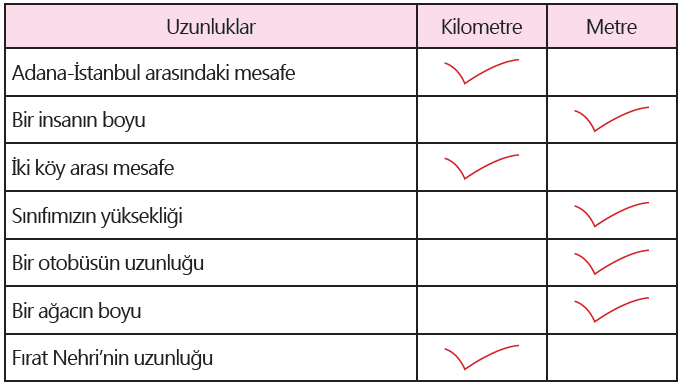 Uzunluklar Kilometre Metre
Adana-İstanbul arasındaki mesafe
Bir insanın boyu
İki köy arası mesafe
Sınıfımızın yüksekliği
Bir otobüsün uzunluğu
Bir ağacın boyu
Fırat Nehri’nin uzunluğu